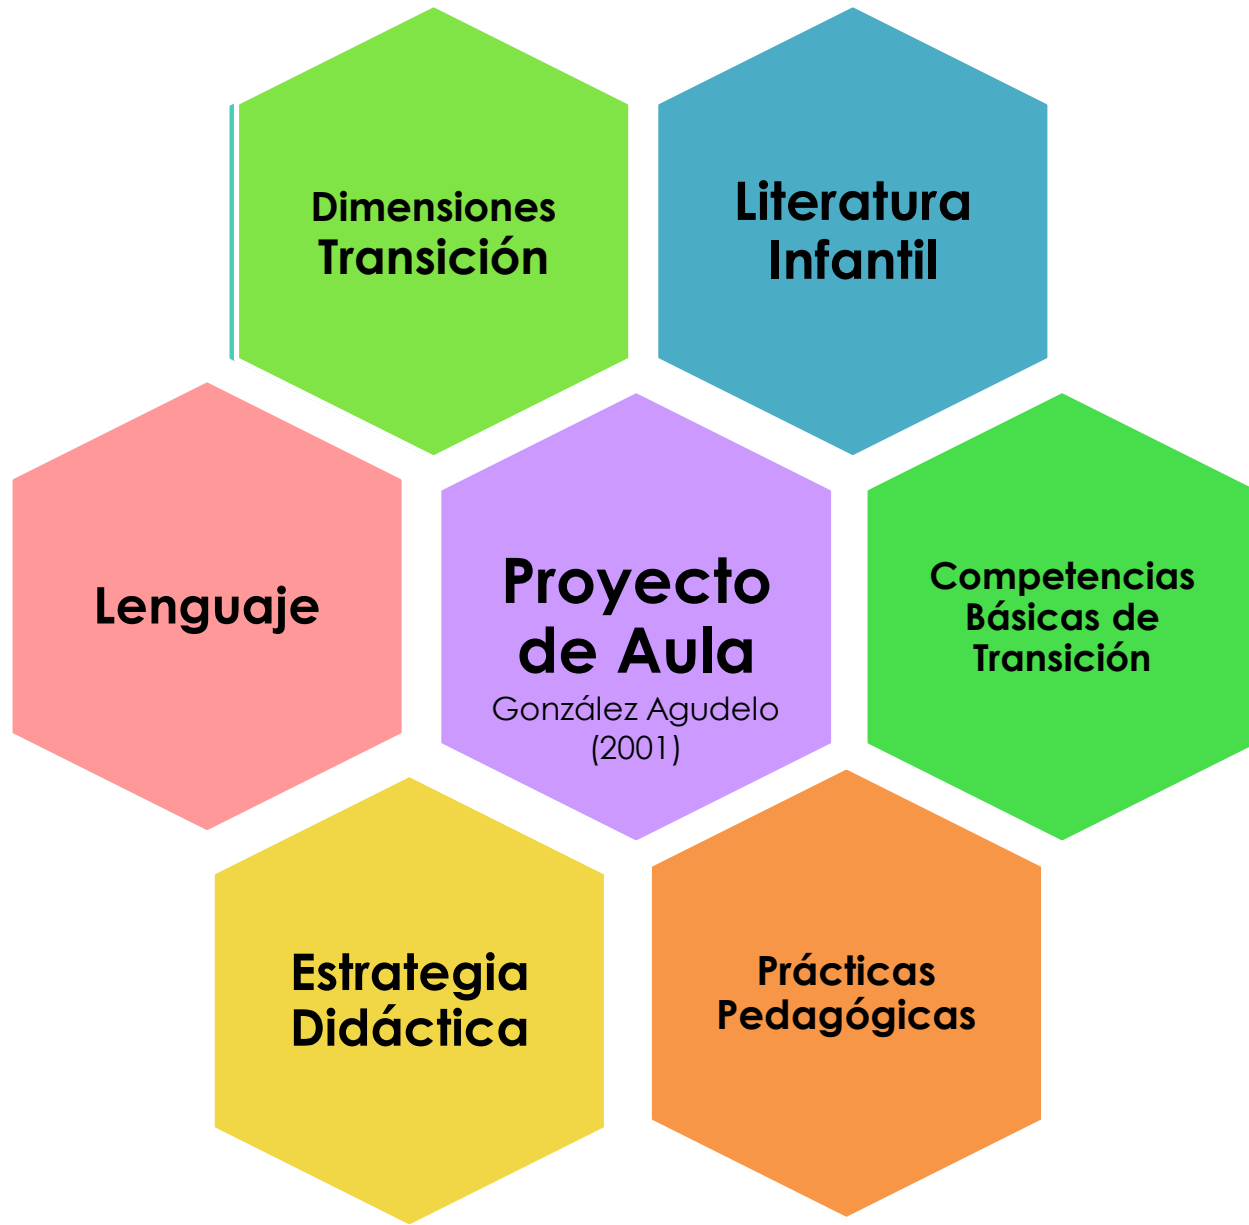 Dimensiones
Transición
Literatura
Infantil
Lenguaje
Proyecto
de Aula
González Agudelo
(2001)
Competencias
Básicas de
Transición
Estrategia
Didáctica
Prácticas
Pedagógicas